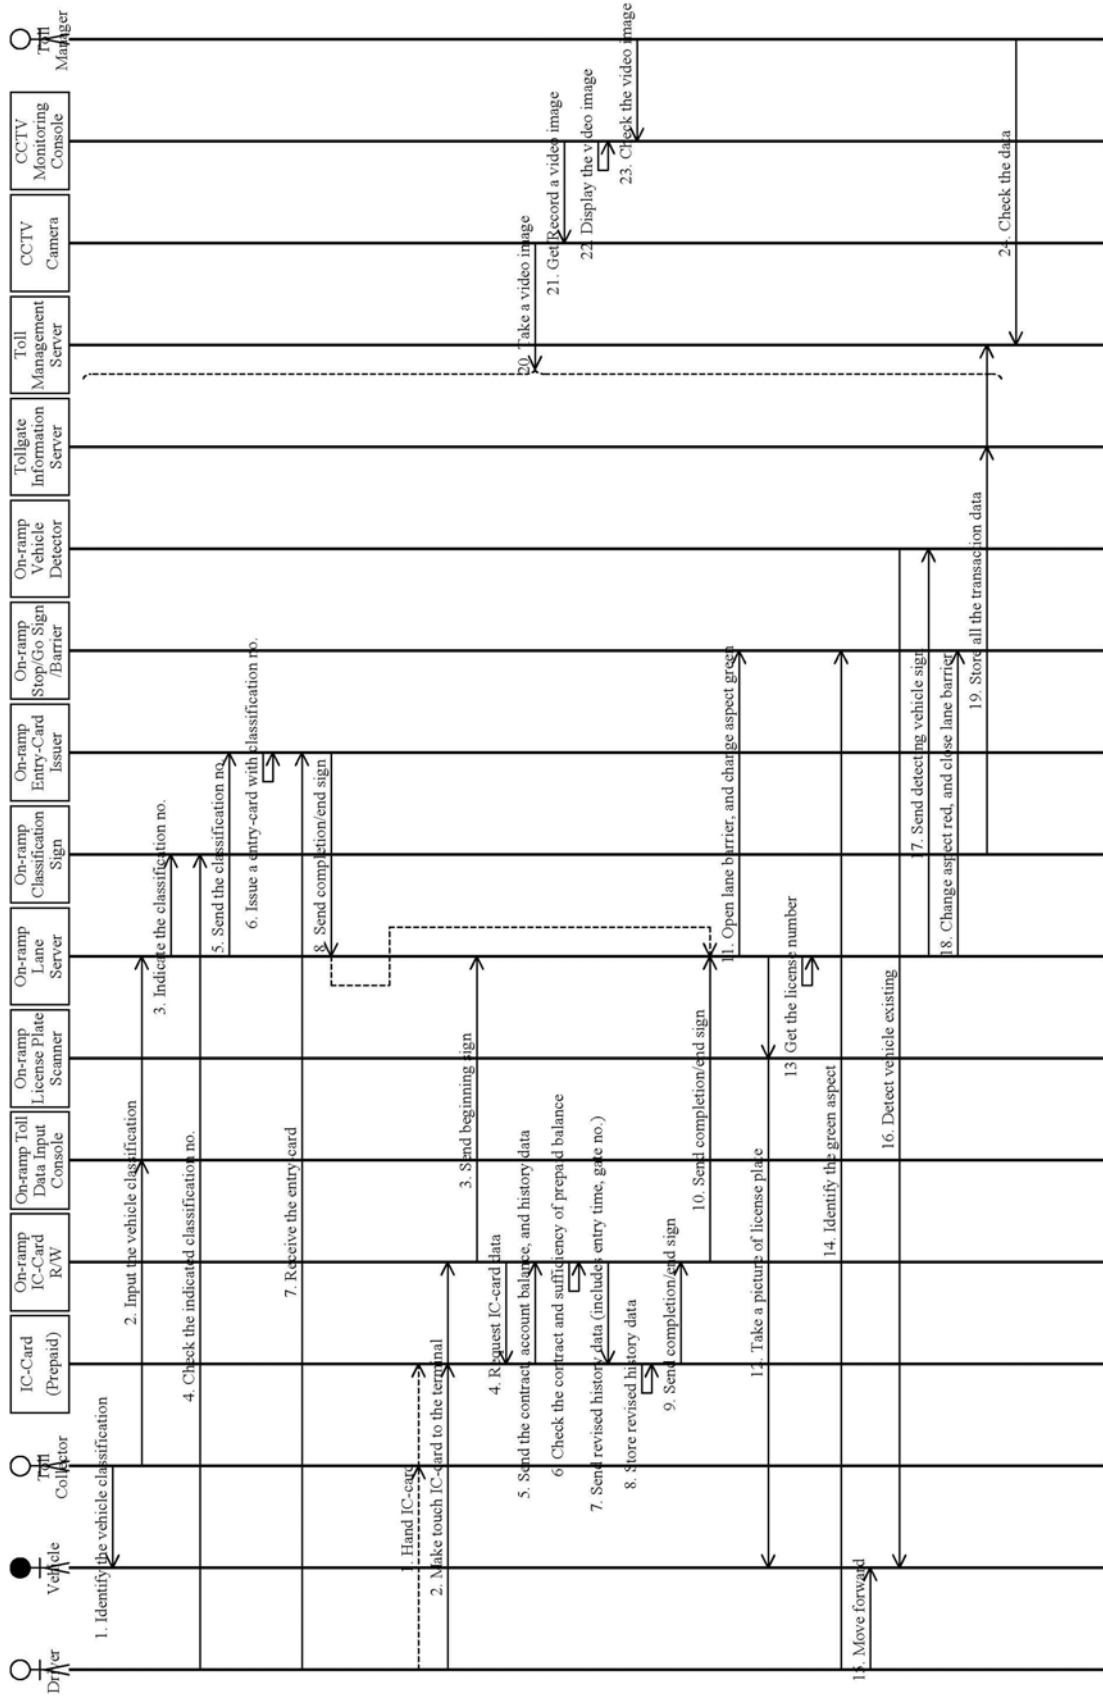 Driver
Vehicle
Toll
Collector
IC-Card
(Prepaid)
On-ramp
IC-Card
R/W
On-ramp Toll
Data Input
Console
On-ramp
License Plate
Scanner
On-ramp
Lane
Server
On-ramp
Classification
Sign
On-ramp
Entry-Card
Issuer
On-ramp
Stop/Go Sign
/Barrier
On-ramp
Vehicle
Detector
Tollgate
Information
Server
Toll
Management
Server
CCTV
Camera
CCTV
Monitoring
Console
Toll
Manager
1. Identify the vehicle classification
2. Input the vehicle classification
3. Indicate the classification no.
4. Check the indicated classification no.
5. Send the classification no.
6. Issue a entry-card with classification no.
7. Receive the entry-card
8. Send completion/end sign
1. Hand IC-card
2. Make touch IC-card to the terminal
3. Send beginning sign
4. Request IC-card data
5. Send the contract, account balance, and history data
6. Check the contract and sufficiency of prepaid balance
7. Send revised history data (includes entry time, gate no.)
8. Store revised history data
9. Send completion/end sign
10. Send completion/end sign
11. Open lane barrier, and change aspect green
12. Take a picture of license plate
13 Get the license number
14. Identify the green aspect
15. Move forward
16. Detect vehicle existing
17. Send detecting vehicle sign
18. Change aspect red, and close lane barrier
19. Store all the transaction data
20. Take a video image
21. Get/Record a video image
22. Display the video image
23. Check the video image
24. Check the data